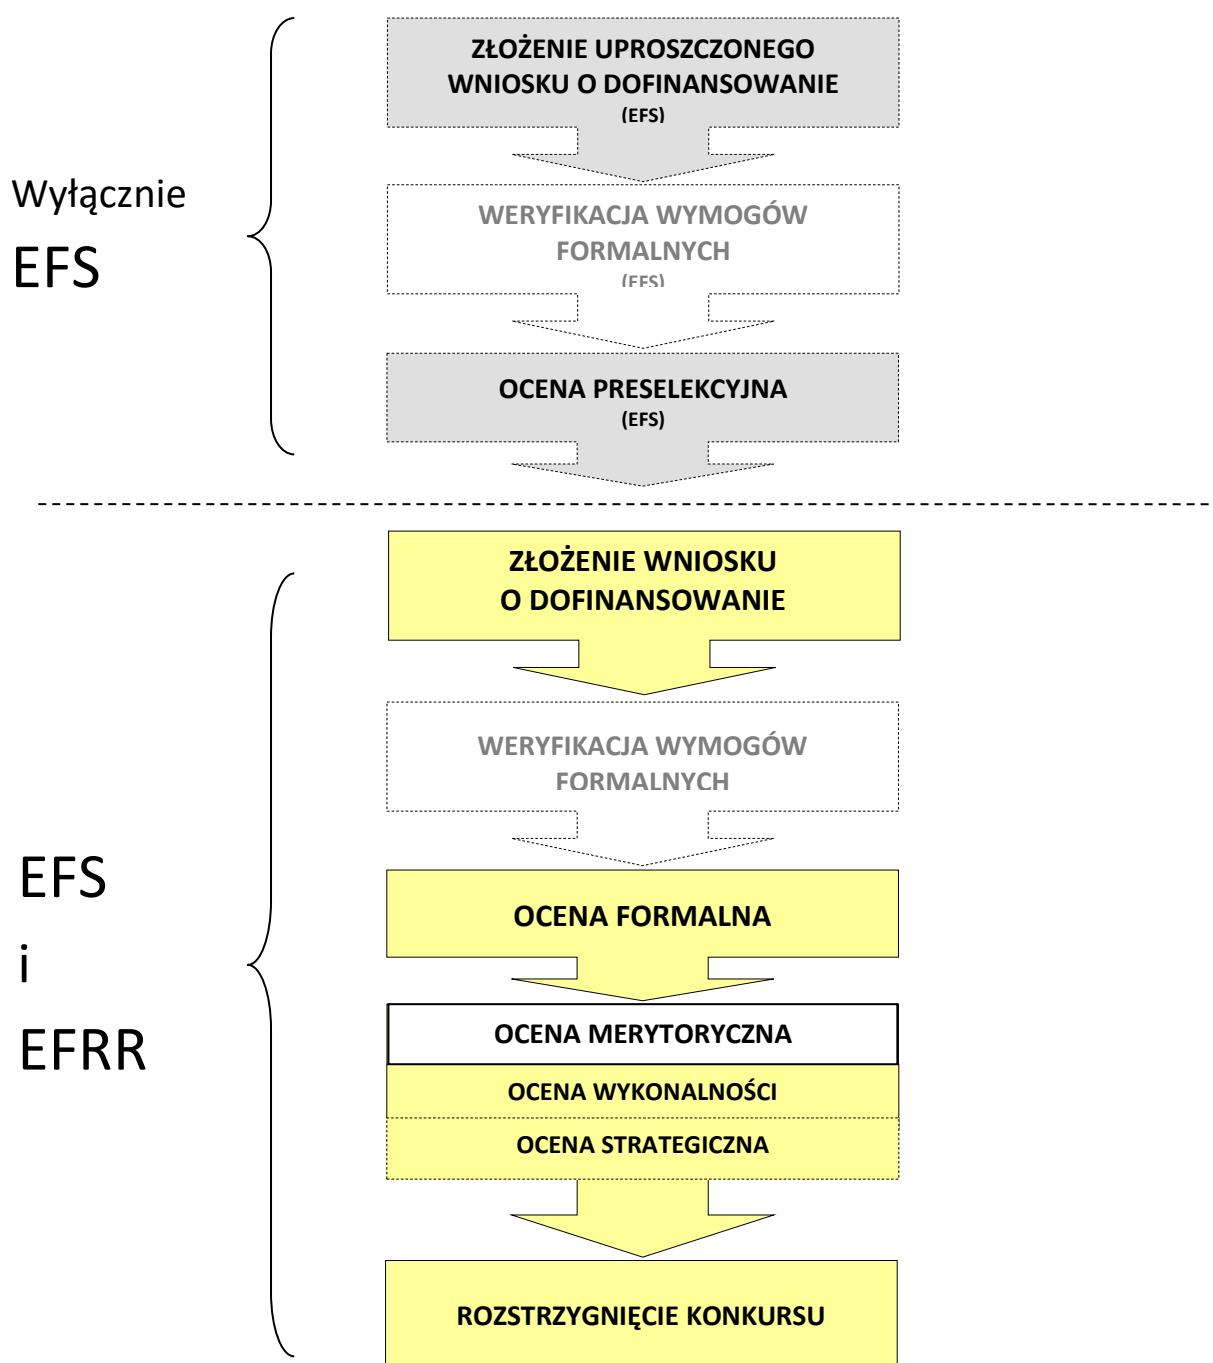 ZŁOŻENIE UPROSZCZONEGO
WNIOSKU O DOFINANSOWANIE
(EFS)
Wyłącznie
EFS
WERYFIKACJA WYMOGÓW
FORMALNYCH
(EFS)
OCENA PRESELEKCYJNA
(EFS)
ZŁOŻENIE WNIOSKU
O DOFINANSOWANIE
WERYFIKACJA WYMOGÓW
FORMALNYCH
EFS
i
EFRR
OCENA FORMALNA
OCENA MERYTORYCZNA
OCENA WYKONALNOŚCI
OCENA STRATEGICZNA
ROZSTRZYGNIĘCIE KONKURSU